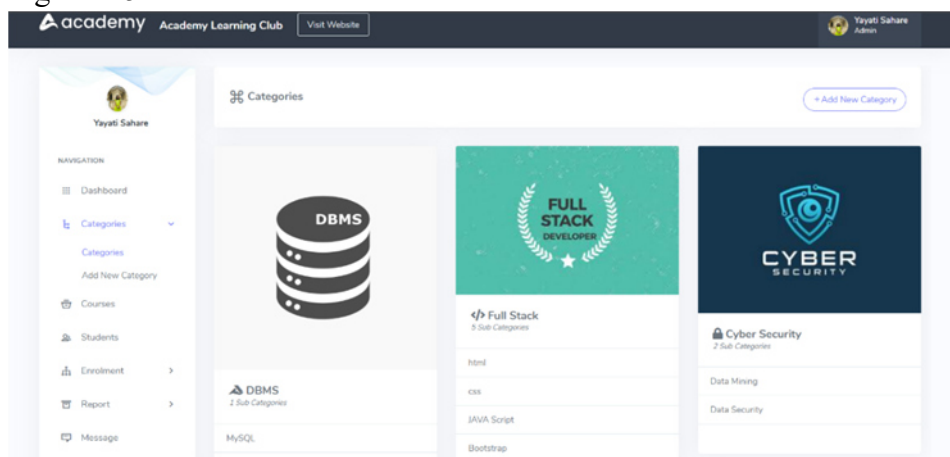 academy Academy Learning Club Visit Website
Yayati Sahare
Admin
Yayati Sahare
NAVIGATION
Dashboard
Categories
Categories
Add New Category
Courses
Students
Enrolment
Report
Message
Categories
+Add New Category
DBMS
DBMS
1 Sub Categories
MySQL
FULL
STACK
DEVELOPER
</> Full Stack
5 Sub Categories
html
css
JAVA Script
Bootstrap
CYBER
SECURITY
Cyber Security
2 Sub Categories
Data Mining
Data Security